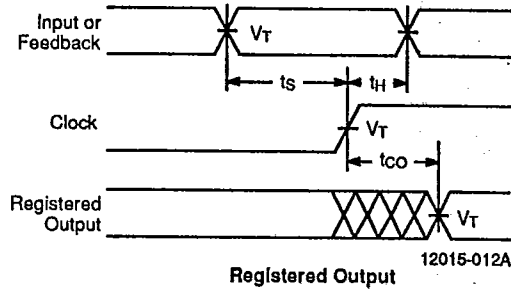 Input or
Feedback
VT
tS
tH
Clock
VT
tCO
Registered
Output
VT
12015-012A
Registered Output